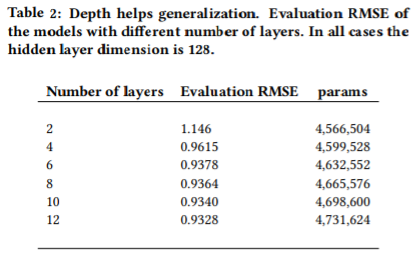 Table 2: Depth helps generalization. Evaluation RMSE of
the models with different number of layers. In all cases the
hidden layer dimension is 128.
Number of layers Evaluation RMSE params
2 1.146 4,566,504
4 0.9615 4,599,528
6 0.9378 4,632,552
8 0.9364 4,665,576
10 0.9340 4,698,600
12 0.9328 4,731,624